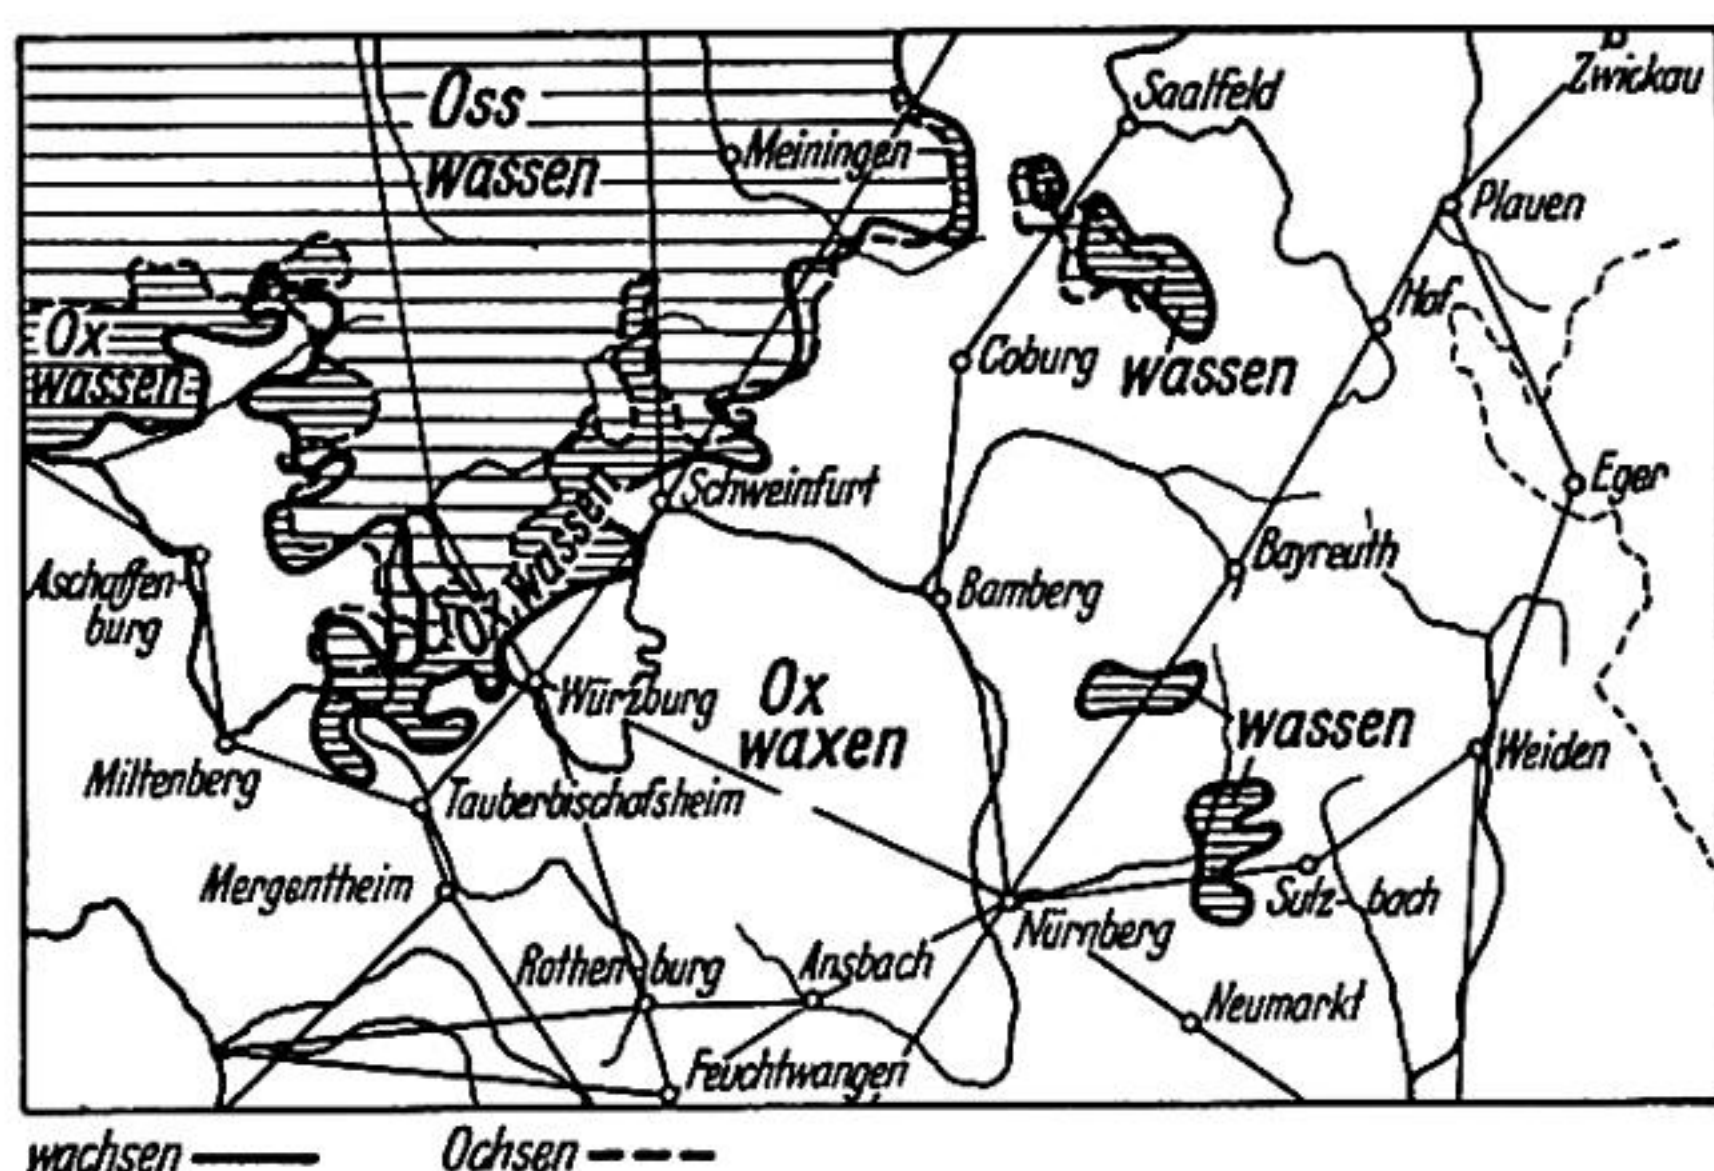 Zwickau
Saalfeld
Oss
wassen
Meiningen
Plauen
Hof
Ox
wassen
Coburg
wassen
Eger
Schweinfurt
Ox wassen
Aschaffen-
burg
Bamberg
Bayreuth
Würzburg
Ox
waxen
wassen
Weiden
Miltenberg
Tauberbischofsheim
Mergentheim
Sulz-bach
Nürnberg
Rothen-burg
Ansbach
Neumarkt
Feuchtwangen
wachsen
Ochsen